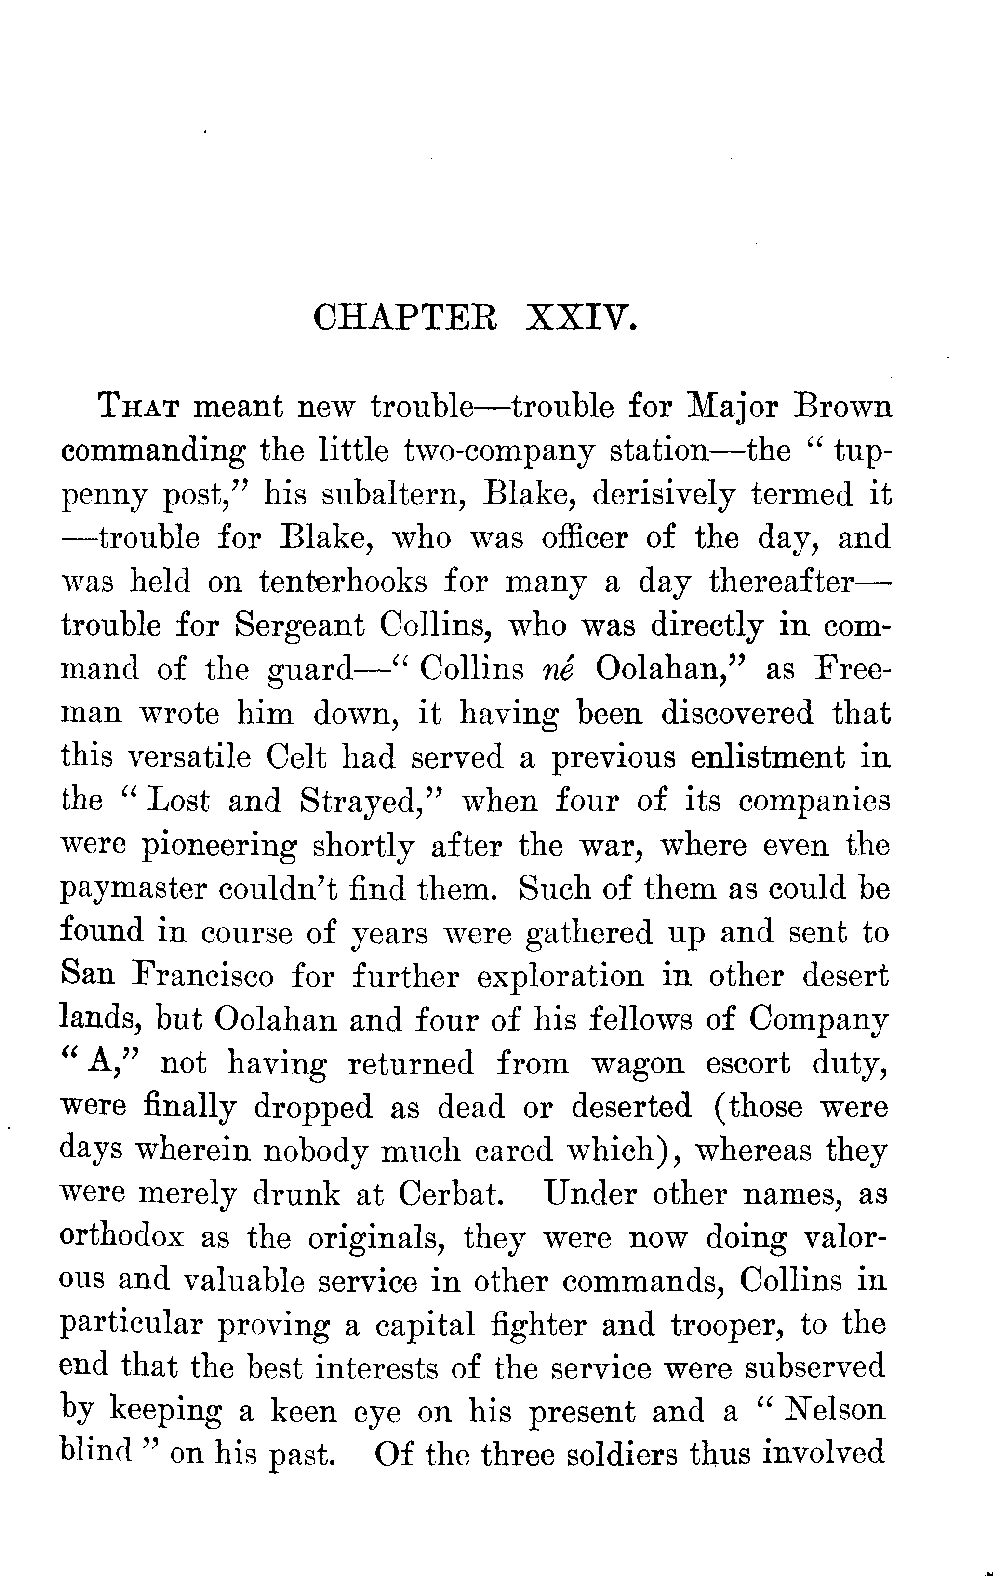 CHAPTER XXIV.
THAT meant new trouble—trouble for Major Brown
commanding the little two-company station—the “ tup-
penny post,” his subaltern, Blake, derisively termed it
—trouble for Blake, who was officer of the day, and
was held on tenterhooks for many a day thereafter—
trouble for Sergeant Collins, who was directly in com-
mand of the guard—“ Collins né Oolahan,” as Free-
man wrote him down, it having been discovered that
this versatile Celt had served a previous enlistment in
the “ Lost and Strayed,” when four of its companies
were pioneering shortly after the war, where even the
paymaster couldn’t find them. Such of them as could be
found in course of years were gathered up and sent to
San Francisco for further exploration in other desert
lands, but Oolahan and four of his fellows of Company
“ A,” not having returned from wagon escort duty,
were finally dropped as dead or deserted (those were
days wherein nobody much cared which), whereas they
were merely drunk at Cerbat. Under other names, as
orthodox as the originals, they were now doing valor-
ous and valuable service in other commands, Collins in
particular proving a capital fighter and trooper, to the
end that the best interests of the service were subserved
by keeping a keen eye on his present and a “ Nelson
blind ” on his past. Of the three soldiers thus involved